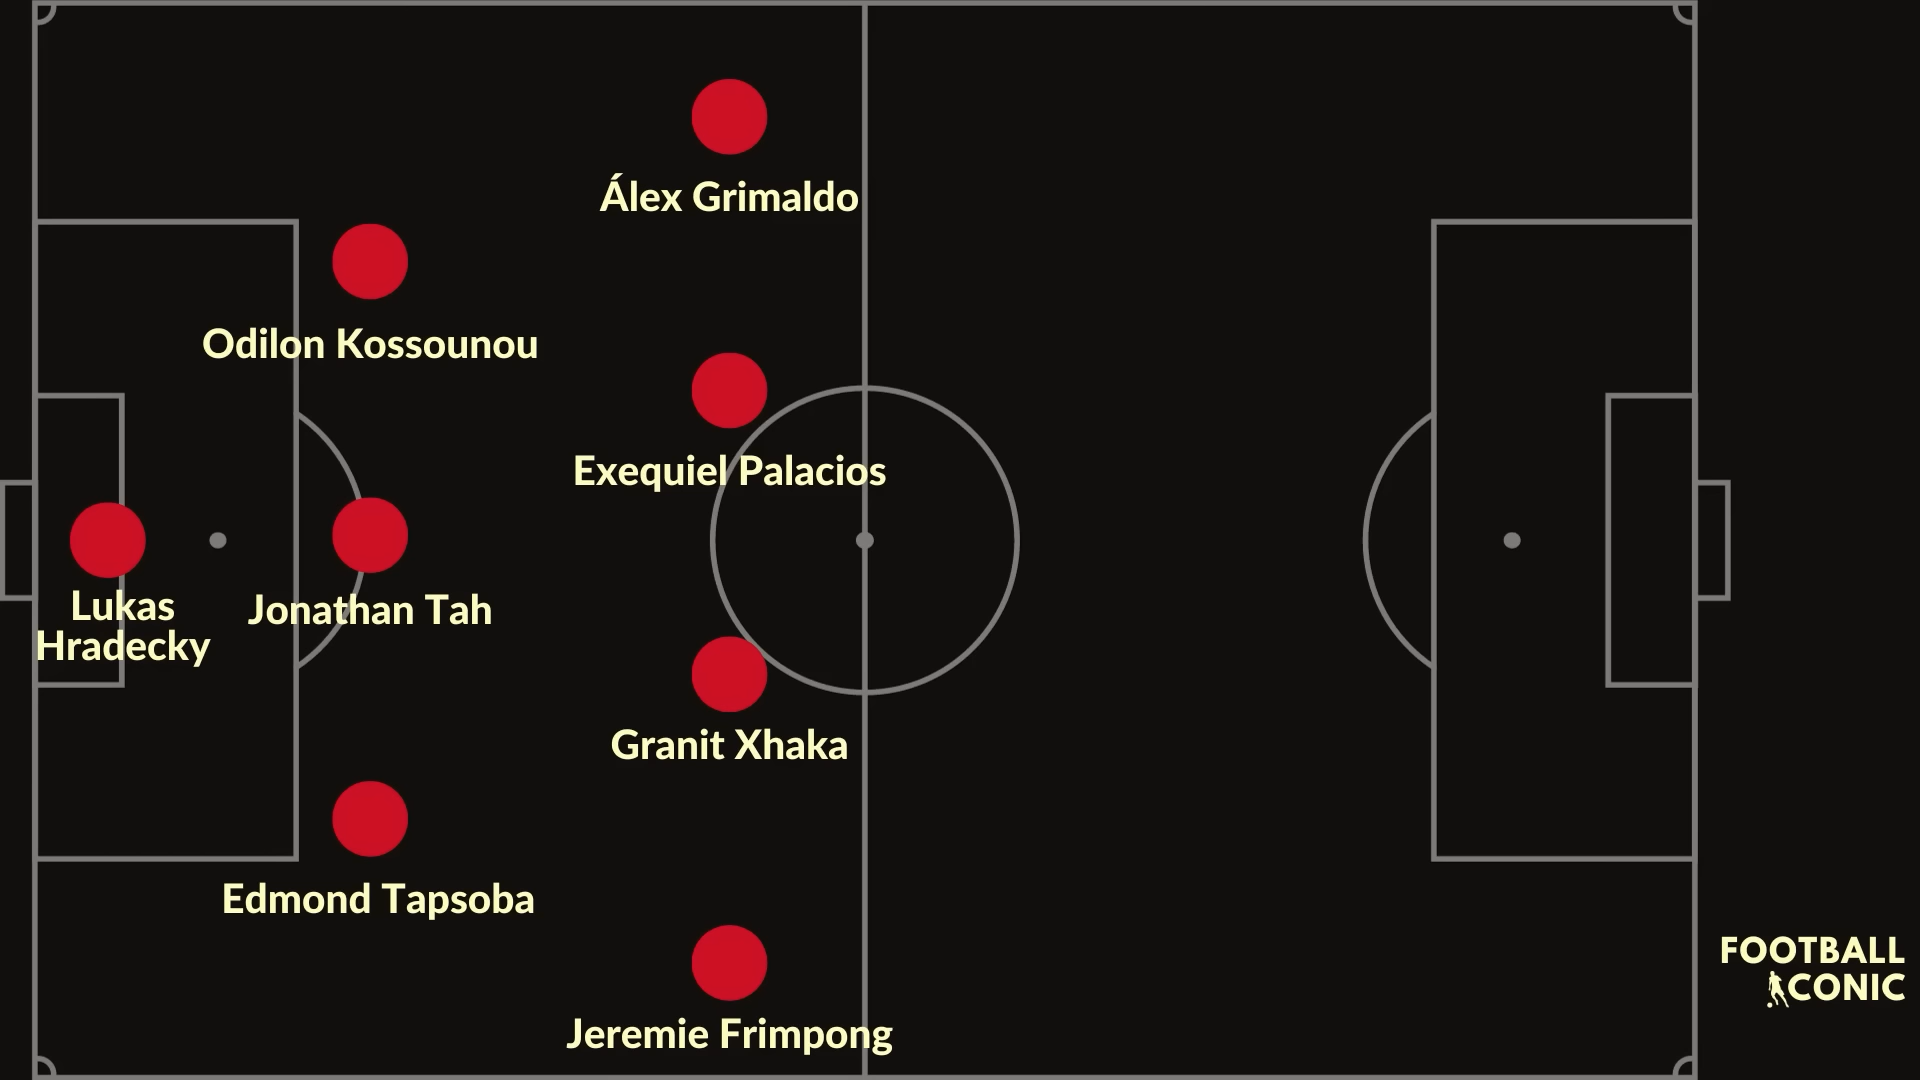 Álex Grimaldo
Odilon Kossounou
Exequiel Palacios
Lukas
Hradecky
Jonathan Tah
Granit Xhaka
Edmond Tapsoba
Jeremie Frimpong
FOOTBALL
ICONIC